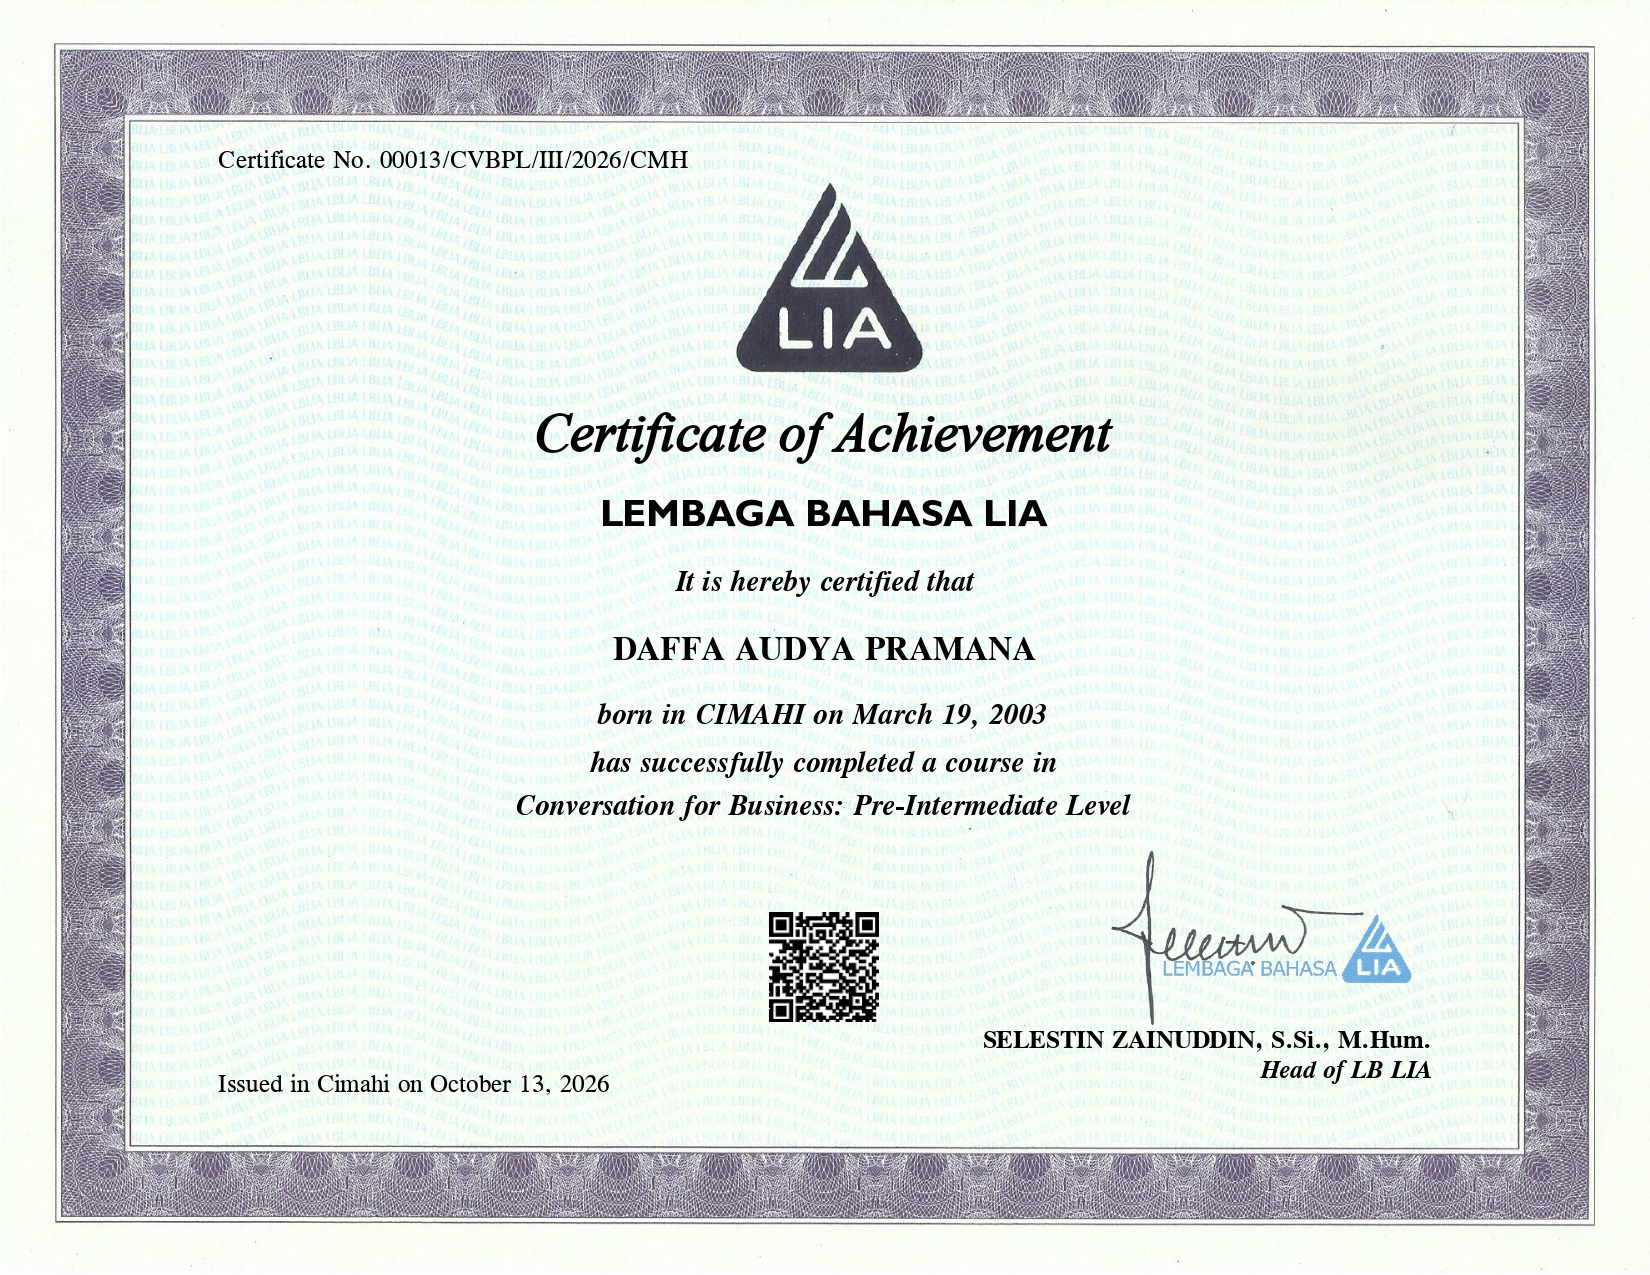 Certificate No. 00013/CVBPL/III/2026/CMH
LIA
Certificate of Achievement
LEMBAGA BAHASA LIA
It is hereby certified that
DAFFA AUDYA PRAMANA
born in CIMAHI on March 19, 2003
has successfully completed a course in
Conversation for Business: Pre-Intermediate Level
LEMBAGA BAHASA LIA
SELESTIN ZAINUDDIN, S.Si., M.Hum.
Head of LB LIA
Issued in Cimahi on October 13, 2026